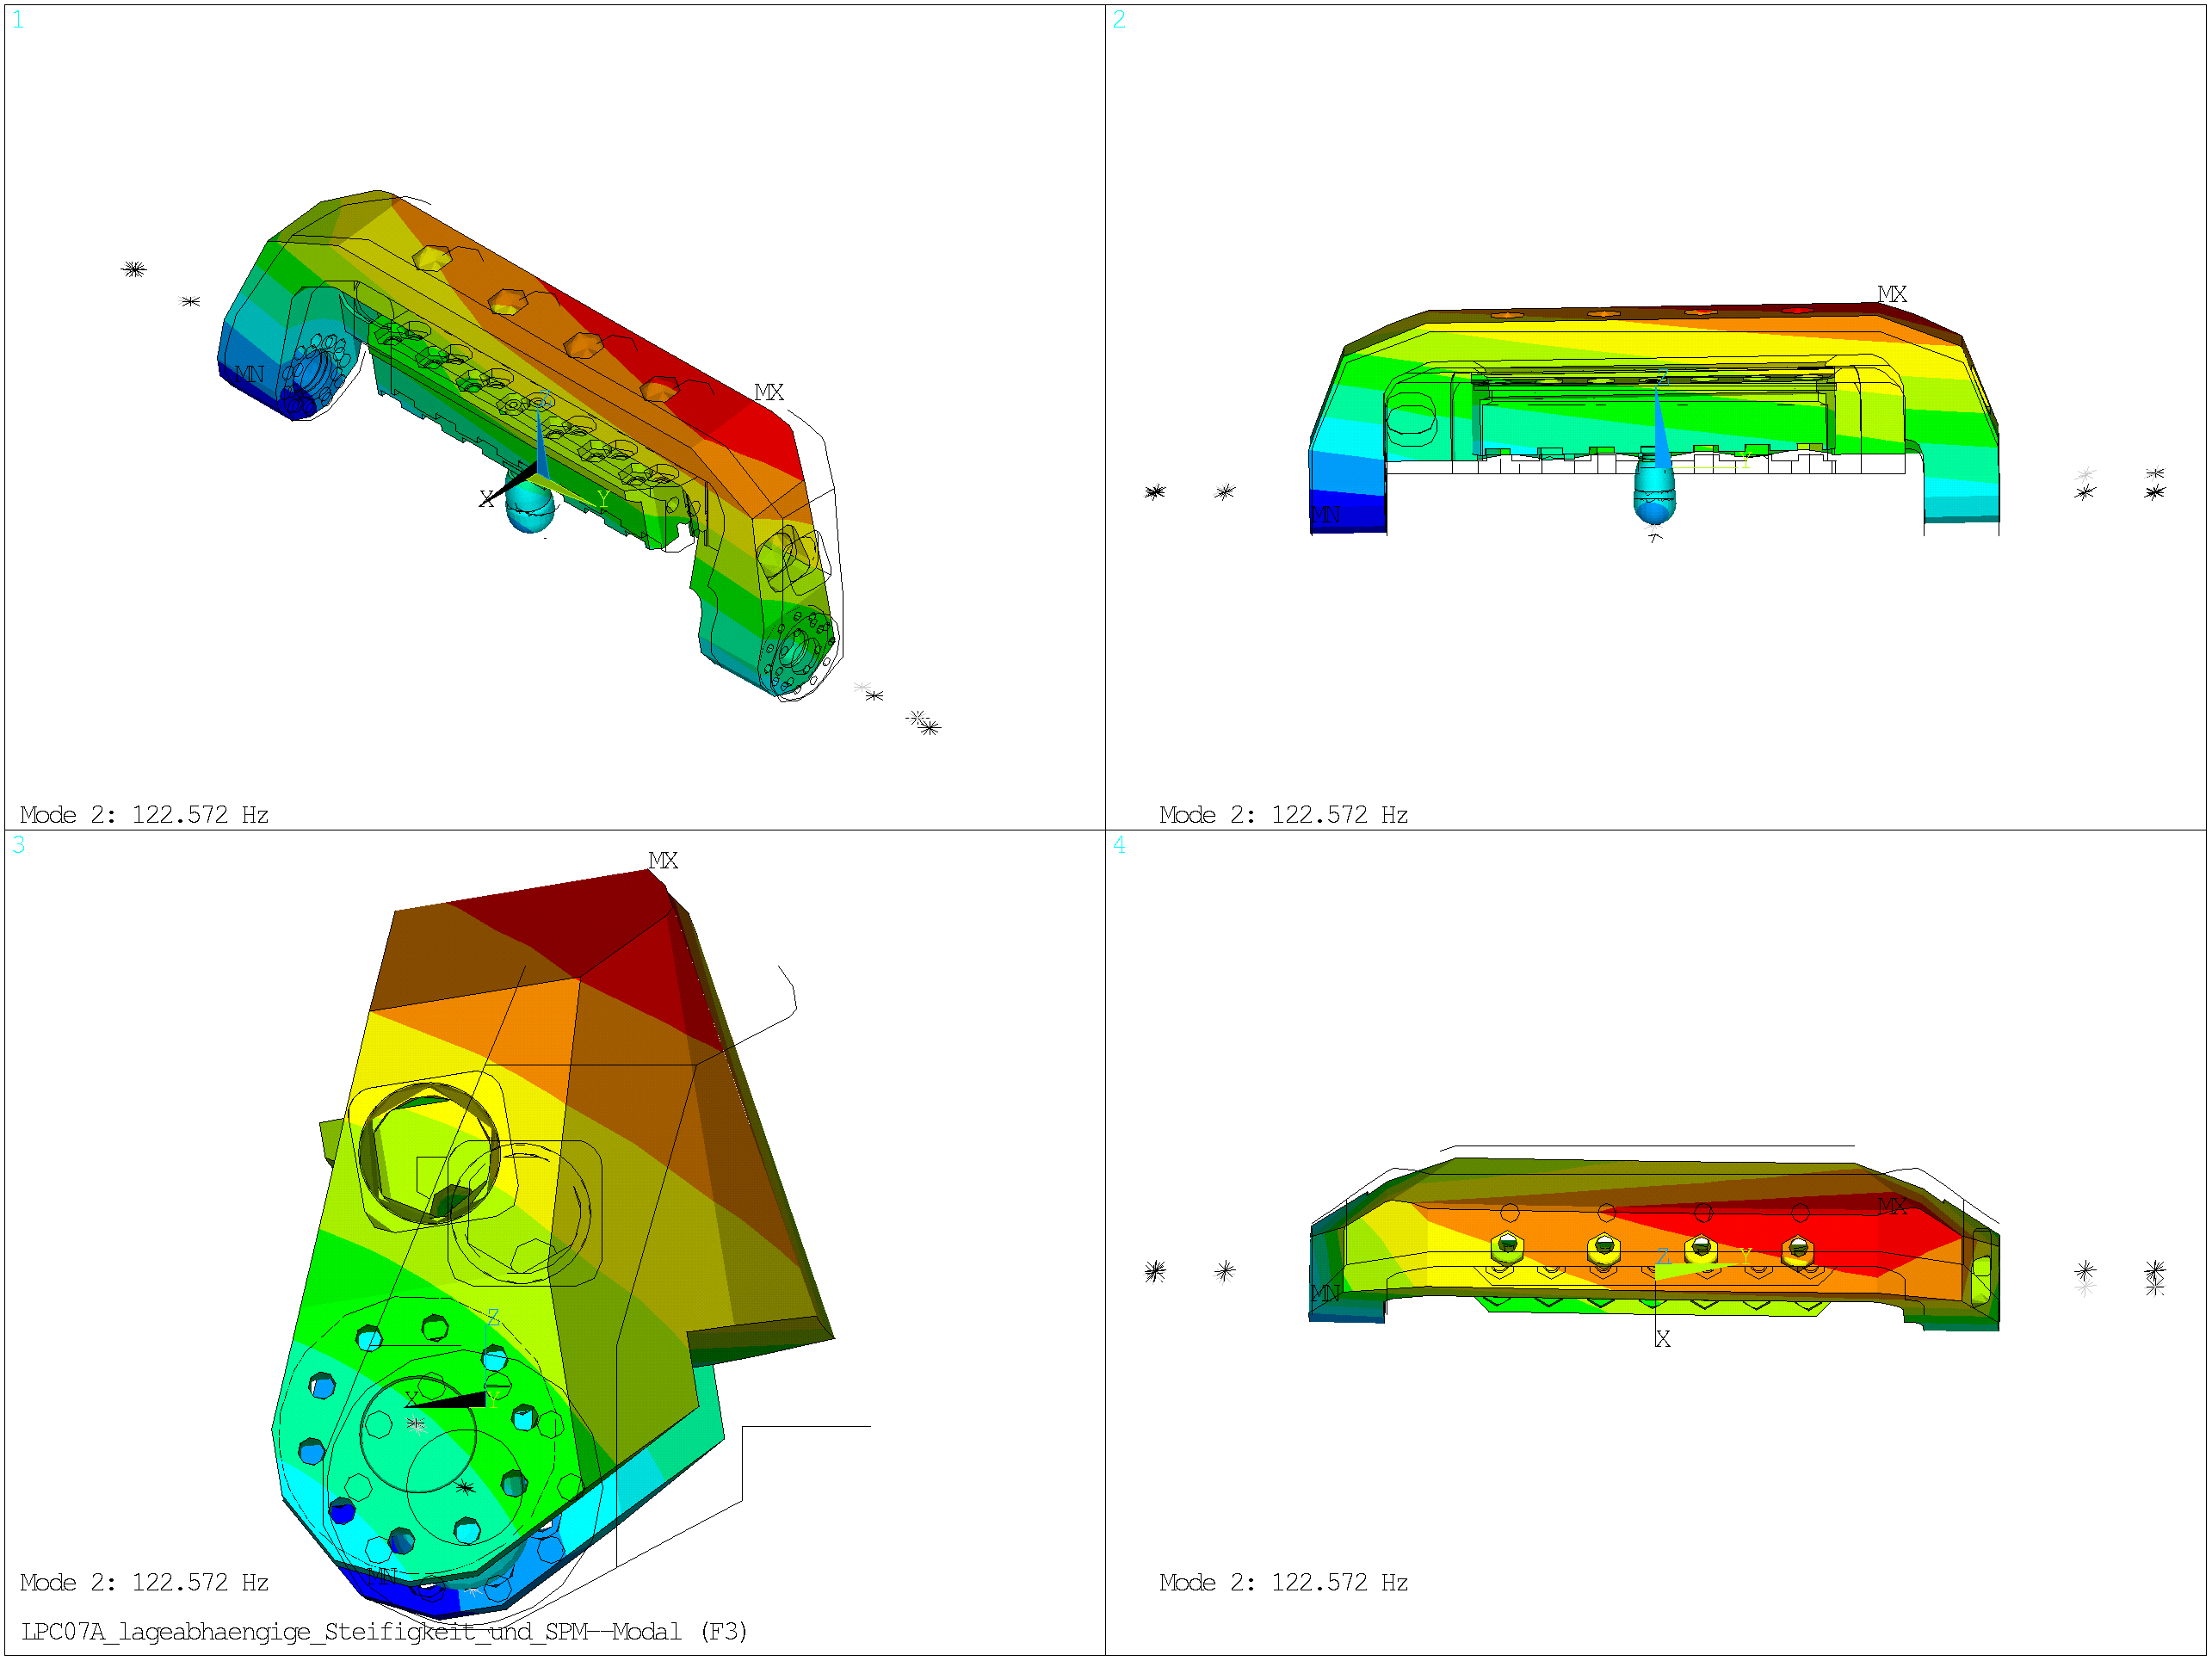 1
MN
MX
Z
X
Y
Mode 2: 122.572 Hz
2
MX
Z
Y
MN
Mode 2: 122.572 Hz
3
MX
Z
X
Y
MN
Mode 2: 122.572 Hz
LPC07A_lageabhaengige_Steifigkeit_und_SPM--Modal (F3)
4
MX
Z
Y
MN
X
Mode 2: 122.572 Hz